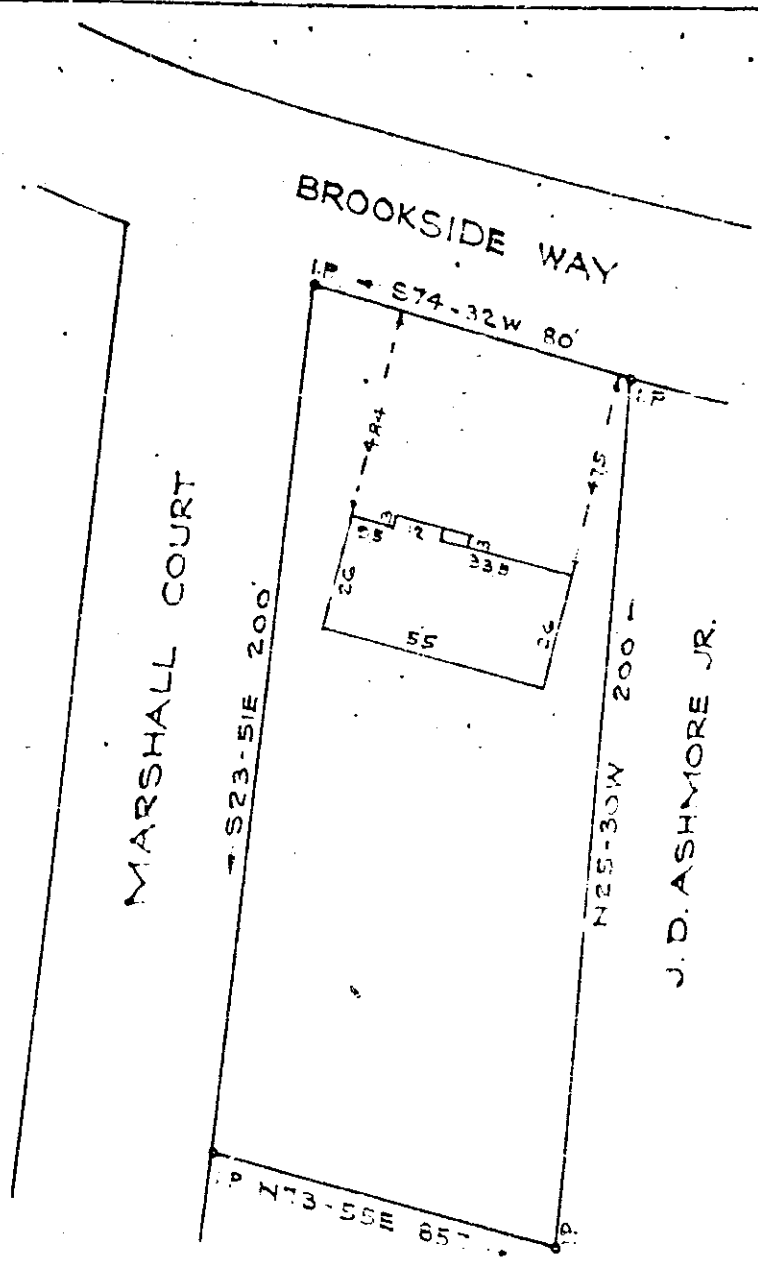 BROOKSIDE WAY
I.P.
S74-32W 80'
I.P.
48.4
47.5
9.5
3
12
3
33.5
26
26
55
MARSHALL COURT
S23-51E 200'
N25-30W 200
J. D. ASHMORE JR.
I.P.
N73-55E
I.P.